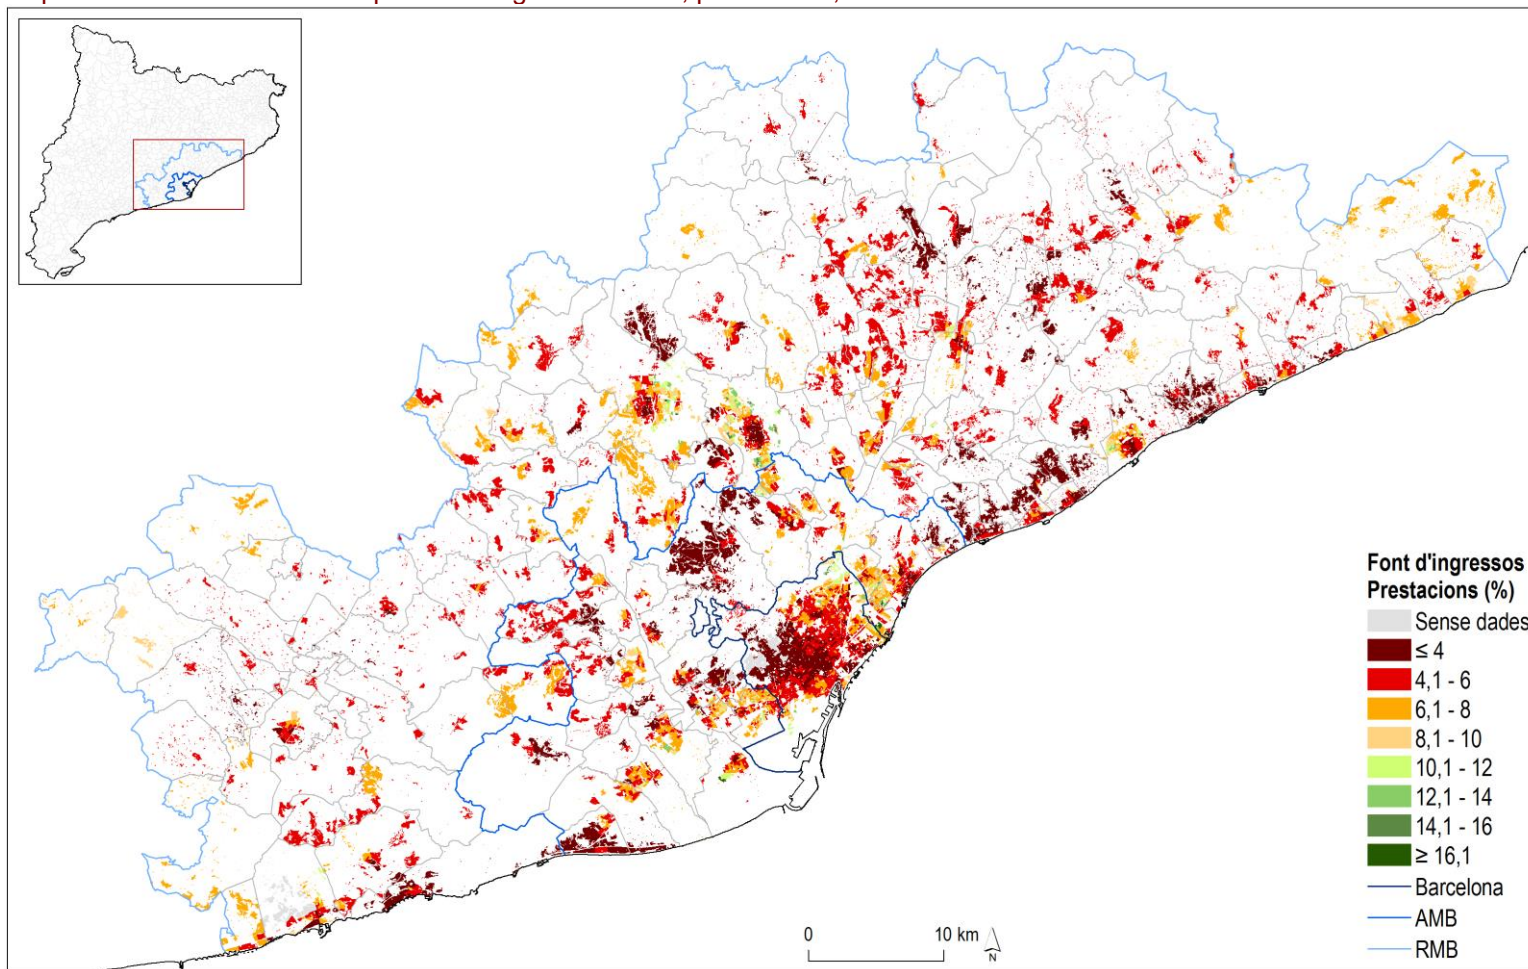 Font d'ingressos
Prestacions (%)
Sense dades
≤ 4
4,1 - 6
6,1 - 8
8,1 - 10
10,1 - 12
12,1 - 14
14,1 - 16
≥ 16,1
Barcelona
AMB
RMB
0 10 km
N